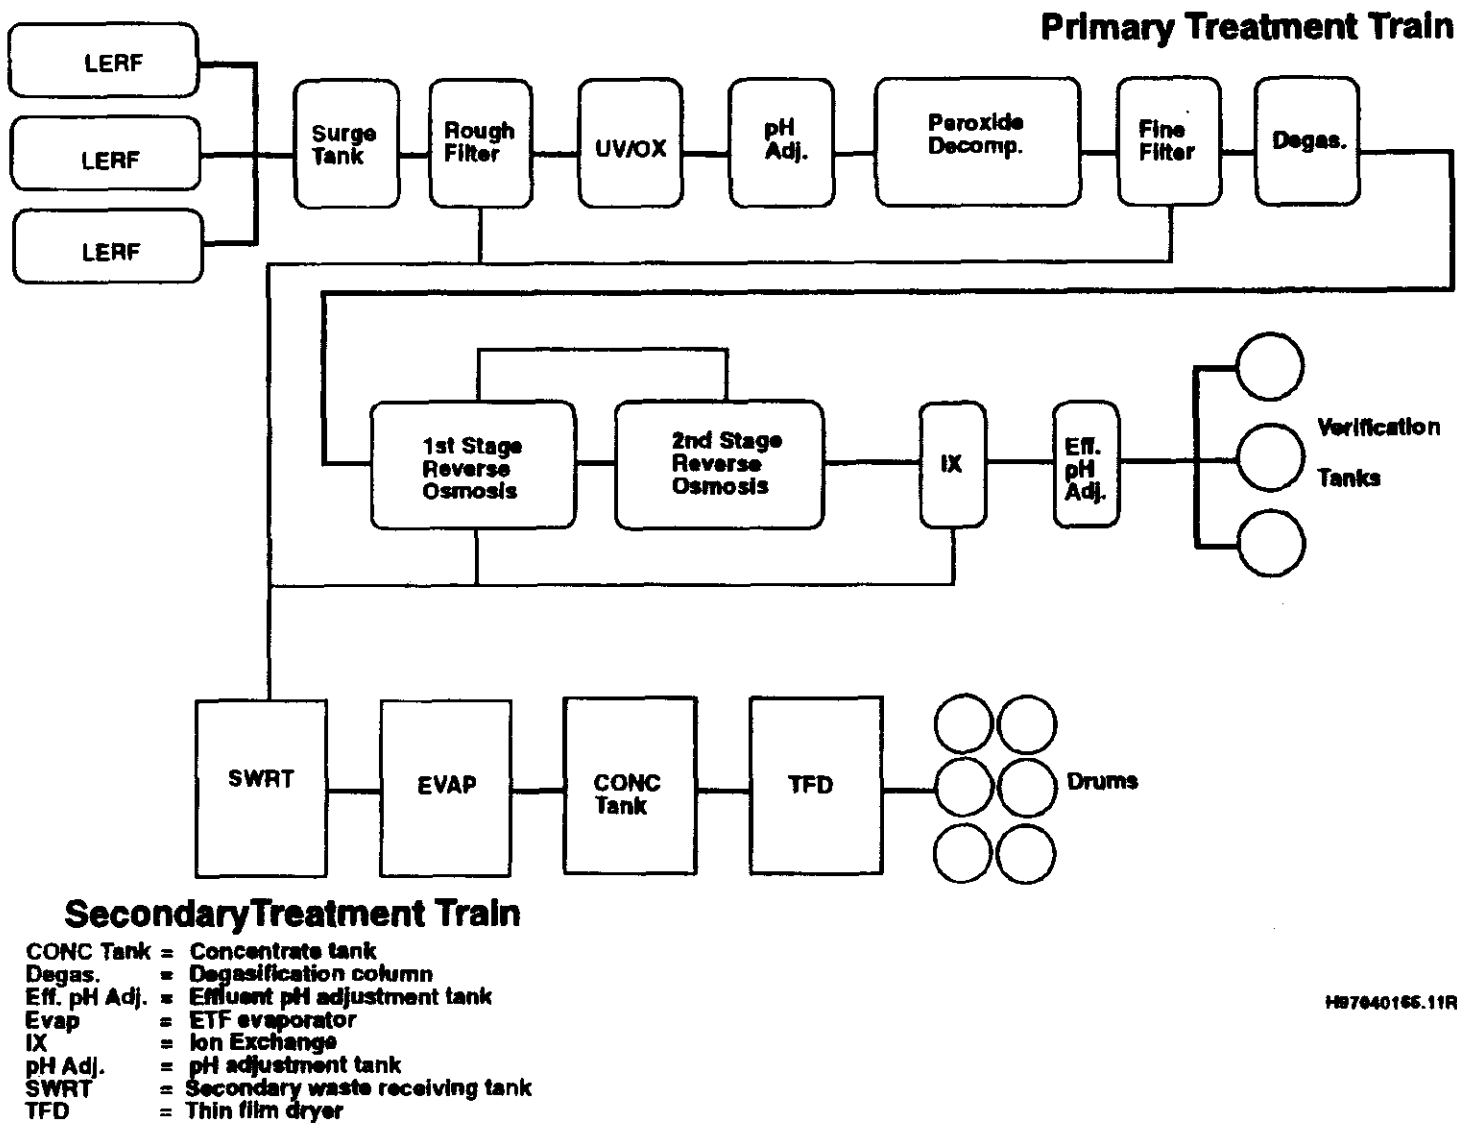 Primary Treatment Train
LERF
LERF
LERF
Surge
Tank
Rough
Filter
UV/OX
pH
Adj.
Peroxide
Decomp.
Fine
Filter
Degas.
1st Stage
Reverse
Osmosis
2nd Stage
Reverse
Osmosis
IX
Eff.
pH
Adj.
Verification
Tanks
SWRT
EVAP
CONC
Tank
TFD
Drums
SecondaryTreatment Train
CONC Tank = Concentrate tank
Degas. = Degasification column
Eff. pH Adj. = Effluent pH adjustment tank
Evap = ETF evaporator
IX = Ion Exchange
pH Adj. = pH adjustment tank
SWRT = Secondary waste receiving tank
TFD = Thin film dryer
H97040165.11R